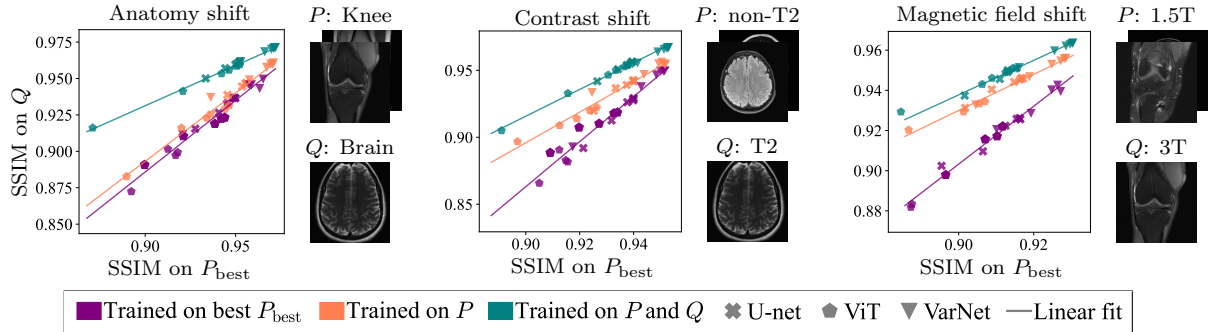 Anatomy shift
SSIM on Q
0.975
0.950
0.925
0.900
0.875
0.850
0.90
0.95
SSIM on P_best
P: Knee
Q: Brain
Contrast shift
0.95
0.90
0.85
0.90
0.92
0.94
SSIM on P_best
P: non-T2
Q: T2
Magnetic field shift
0.96
0.94
0.92
0.90
0.88
0.90
0.92
SSIM on P_best
P: 1.5T
Q: 3T
Trained on best P_best Trained on P Trained on P and Q U-net ViT VarNet Linear fit